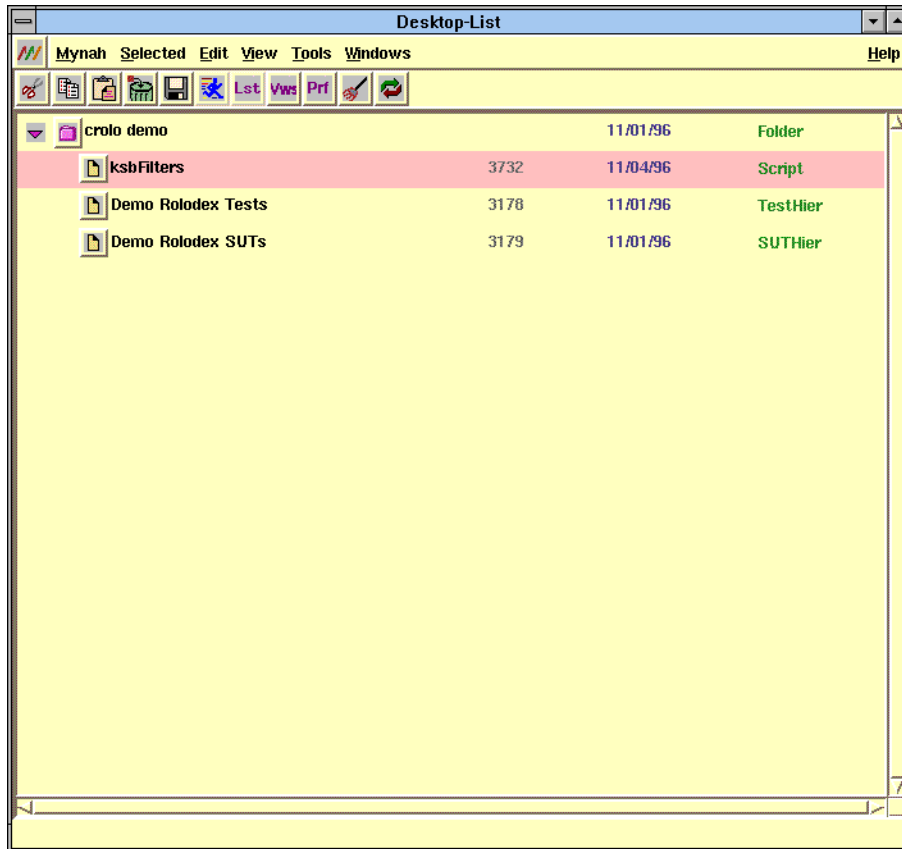 Desktop-List
Mynah Selected Edit View Tools Windows Help
Lst Vws Prf
crolo demo 11/01/96 Folder
ksbFilters 3732 11/04/96 Script
Demo Rolodex Tests 3178 11/01/96 TestHier
Demo Rolodex SUTs 3179 11/01/96 SUTHier